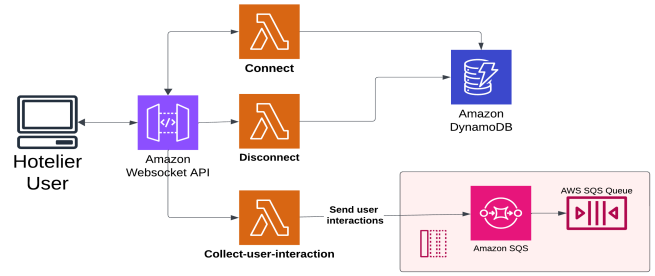 Connect
Amazon
DynamoDB
Hotelier
User
Amazon
Websocket API
Disconnect
Send user
interactions
AWS SQS Queue
Amazon SQS
Collect-user-interaction